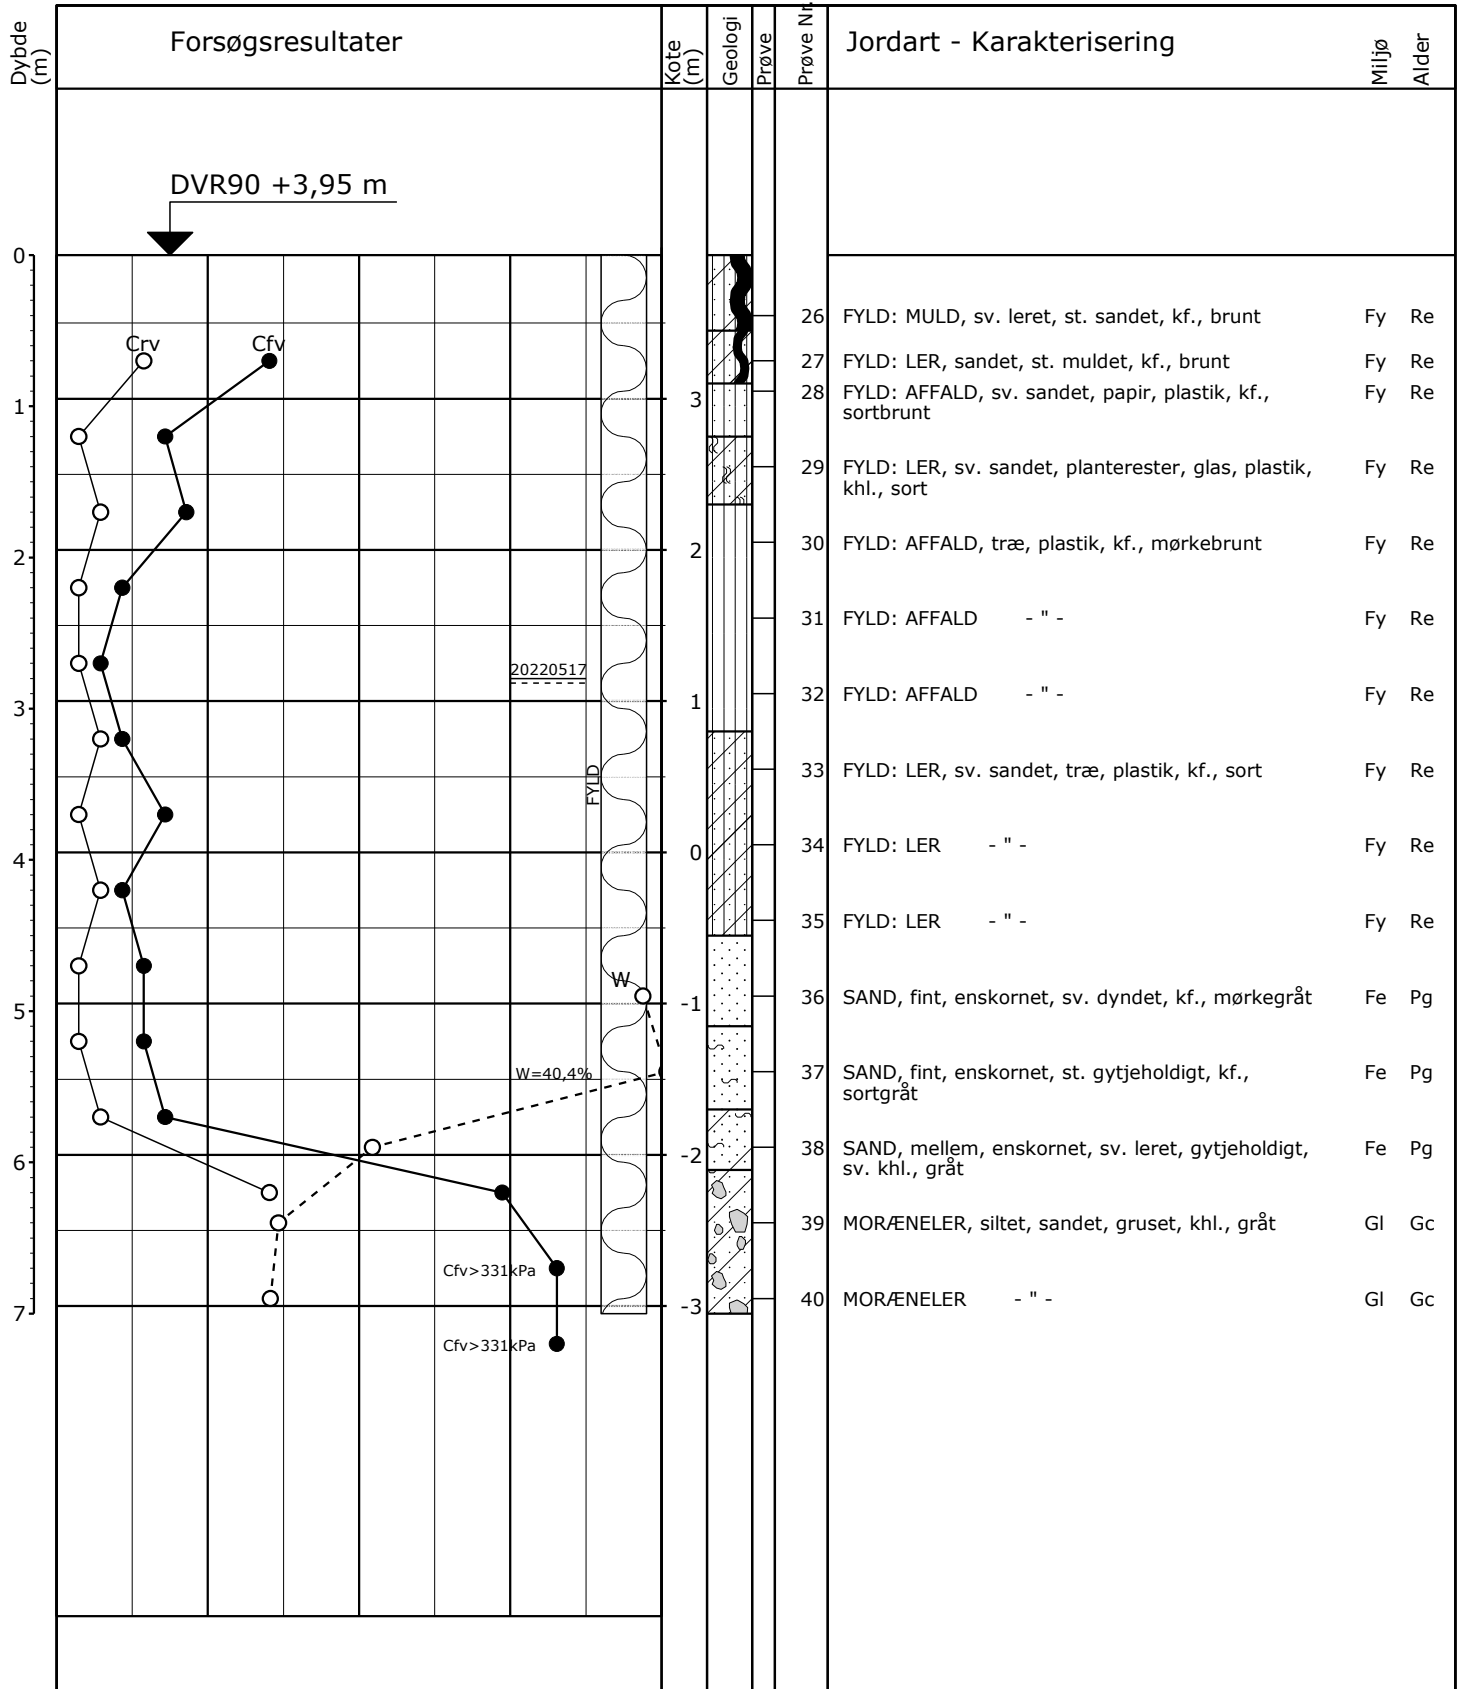 Dybde
(m)
Forsøgsresultater
Kote
(m)
Geologi
Prøve
Prøve Nr.
Jordart - Karakterisering
Miljø
Alder
DVR90 +3,95 m
0
26 FYLD: MULD, sv. leret, st. sandet, kf., brunt Fy Re
Crv Cfv
27 FYLD: LER, sandet, st. muldet, kf., brunt Fy Re
28 FYLD: AFFALD, sv. sandet, papir, plastik, kf., Fy Re
sortbrunt
1 3
29 FYLD: LER, sv. sandet, planterester, glas, plastik, Fy Re
khl., sort
30 FYLD: AFFALD, træ, plastik, kf., mørkebrunt Fy Re
2 2
31 FYLD: AFFALD - " - Fy Re
20220517
32 FYLD: AFFALD - " - Fy Re
3 1
33 FYLD: LER, sv. sandet, træ, plastik, kf., sort Fy Re
FYLD
34 FYLD: LER - " - Fy Re
4 0
35 FYLD: LER - " - Fy Re
W
36 SAND, fint, enskornet, sv. dyndet, kf., mørkegråt Fe Pg
5 -1
W=40,4%
37 SAND, fint, enskornet, st. gytjeholdigt, kf., Fe Pg
sortgråt
38 SAND, mellem, enskornet, sv. leret, gytjeholdigt, Fe Pg
sv. khl., gråt
6 -2
39 MORÆNELER, siltet, sandet, gruset, khl., gråt Gl Gc
Cfv>331kPa
40 MORÆNELER - " - Gl Gc
7 -3
Cfv>331kPa